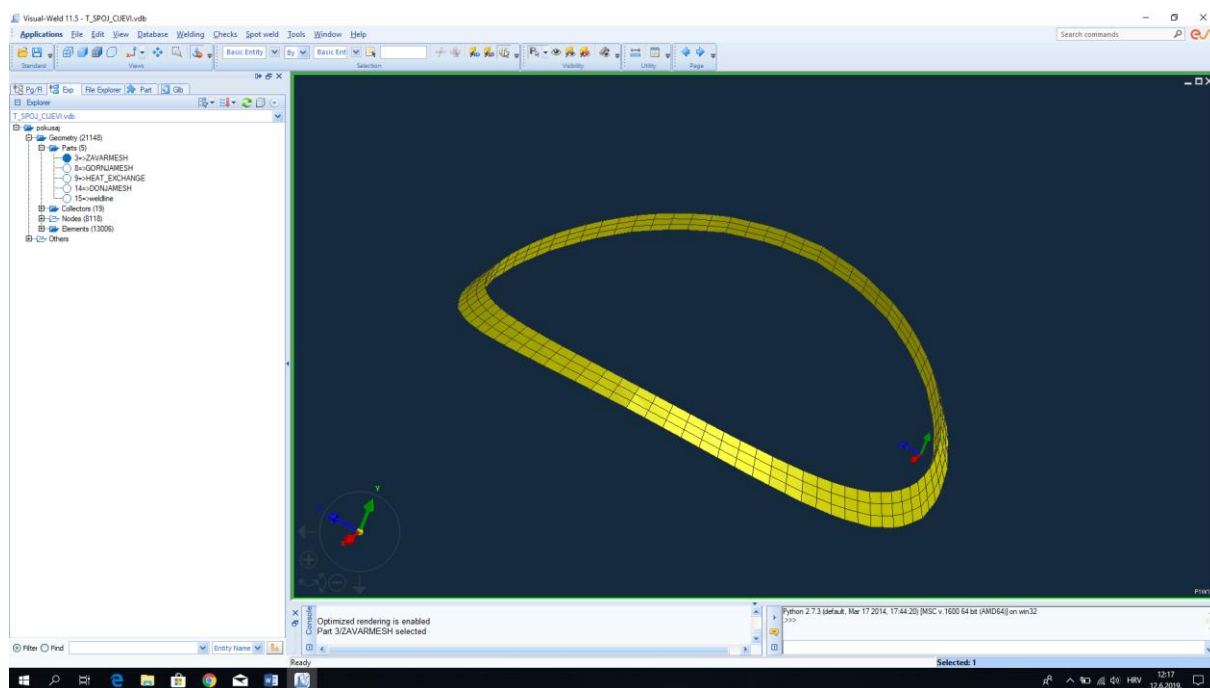 Visual-Weld 11.5 - T_SPOJ_CIJEVI.vdb
Applications File Edit View Database Welding Checks Spot weld Tools Window Help
Search commands
Basic Entity By Basic Ent
Standard Views Selection Visibility Utility Page
Pg/R Exp File Explorer Part Glb
Explorer
T_SPOJ_CIJEVI.vdb
pokusaj
Geometry (21148)
Parts (5)
3=>ZAVARMESH
8=>GORNJAMESH
9=>HEAT_EXCHANGE
14=>DONJAMESH
15=>weldline
Collectors (19)
Nodes (8118)
Elements (13006)
Others
Y
Console
Optimized rendering is enabled
Part 3/ZAVARMESH selected
Python 2.7.3 (default, Mar 17 2014, 17:44:20) [MSC v.1600 64 bit (AMD64)] on win32
>>>
Filter Find Entity Name
Ready
Selected: 1
HRV
12:17
12.6.2019.